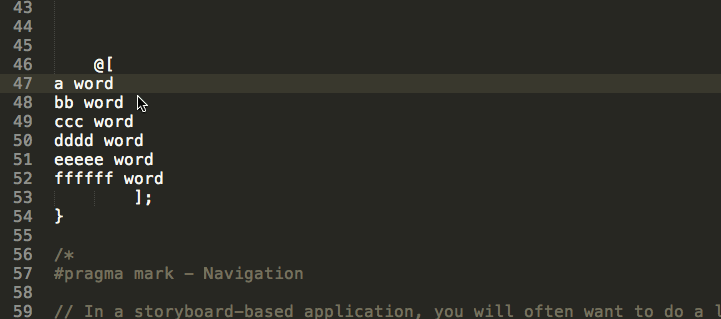 43
44
45
46 @[
47 a word
48 bb word
49 ccc word
50 dddd word
51 eeeee word
52 ffffff word
53 ];
54 }
55
56 /*
57 #pragma mark - Navigation
58
59 // In a storyboard-based application, you will often want to do a l